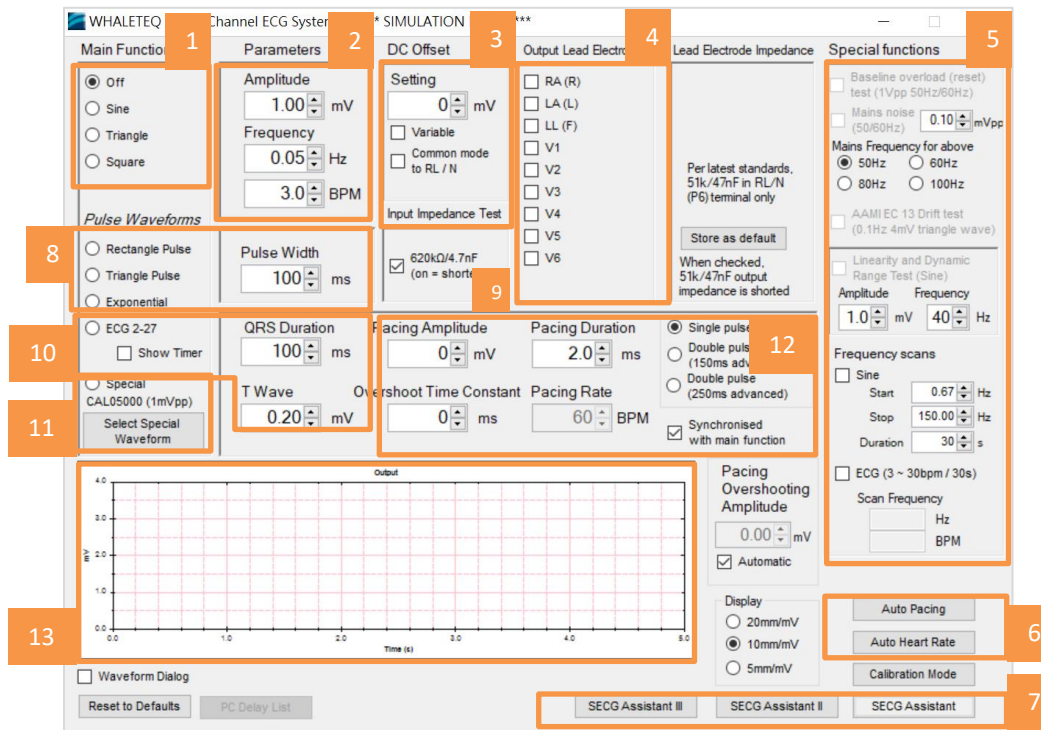 WHALETEQ hannel ECG Syster * SIMULATION ***
Main Function
1
Parameters
2
DC Offset
3
Output Lead Electro
4
Lead Electrode Impedance
Special functions
5
Off
Sine
Triangle
Square
Amplitude
1.00 mV
Frequency
0.05 Hz
3.0 BPM
Setting
0 mV
Variable
Common mode
to RL / N
Input Impedance Test
620kΩ/4.7nF
(on = shorte
RA (R)
LA (L)
LL (F)
V1
V2
V3
V4
V5
V6
9
Per latest standards,
51k/47nF in RL/N
(P6) terminal only
Store as default
When checked,
51k/47nF output
impedance is shorted
Baseline overload (reset)
test (1Vpp 50Hz/60Hz)
Mains noise
(50/60Hz) 0.10 mVpp
Mains Frequency for above
50Hz 60Hz
80Hz 100Hz
AAMI EC 13 Drift test
(0.1Hz 4mV triangle wave)
Linearity and Dynamic
Range Test (Sine)
Amplitude Frequency
1.0 mV 40 Hz
Frequency scans
Sine
Start 0.67 Hz
Stop 150.00 Hz
Duration 30 s
ECG (3 ~ 30bpm / 30s)
Scan Frequency
Hz
BPM
Pulse Waveforms
8
Rectangle Pulse
Triangle Pulse
Exponential
Pulse Width
100 ms
10
ECG 2-27
Show Timer
QRS Duration
100 ms
T Wave
0.20 mV
11
Special
CAL05000 (1mVpp)
Select Special
Waveform
Pacing Amplitude
0 mV
Pacing Duration
2.0 ms
Overshoot Time Constant
0 ms
Pacing Rate
60 BPM
12
Single pulse
Double puls
(150ms adv
Double pulse
(250ms advanced)
Synchronised
with main function
13
Output
4.0
3.0
2.0
1.0
0.0
mV
0.0 1.0 2.0 3.0 4.0 5.0
Time (s)
Pacing
Overshooting
Amplitude
0.00 mV
Automatic
Display
20mm/mV
10mm/mV
5mm/mV
Auto Pacing
Auto Heart Rate
6
Calibration Mode
Waveform Dialog
Reset to Defaults
PC Delay List
SECG Assistant III
SECG Assistant II
SECG Assistant
7